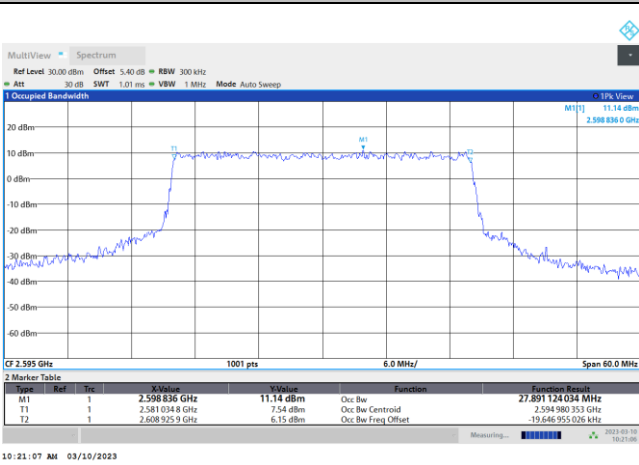 MultiView Spectrum
Ref Level 30.00 dBm Offset 5.40 dB RBW 300 kHz
Att 30 dB SWT 1.01 ms VBW 1 MHz Mode Auto Sweep
1 Occupied Bandwidth 1Pk View
M1[1] 11.14 dBm
2.598 836 0 GHz
20 dBm
M1
T1
T2
10 dBm
0 dBm
-10 dBm
-20 dBm
-30 dBm
-40 dBm
-50 dBm
-60 dBm
CF 2.595 GHz 1001 pts 6.0 MHz/ Span 60.0 MHz
2 Marker Table
Type Ref Trc X-Value Y-Value Function Function Result
M1 1 2.598 836 GHz 11.14 dBm Occ Bw 27.891 124 034 MHz
T1 1 2.581 034 8 GHz 7.54 dBm Occ Bw Centroid 2.594 980 353 GHz
T2 1 2.608 925 9 GHz 6.15 dBm Occ Bw Freq Offset -19.646 955 026 kHz
Measuring... 2023-03-10
10:21:06
10:21:07 AM 03/10/2023